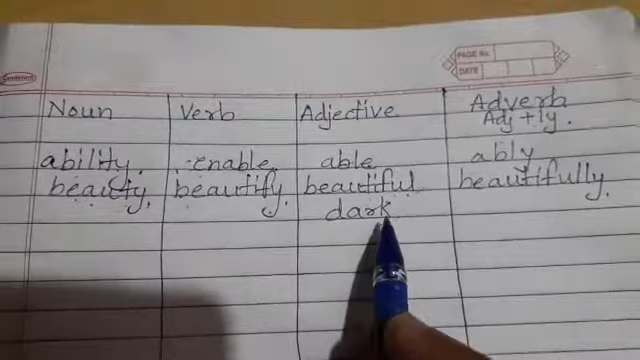 PAGE No.
DATE
Noun Verb Adjective Adverb
Adj + ly.
ability. enable able ably
beauty. beautify. beautiful beautifully.
dark